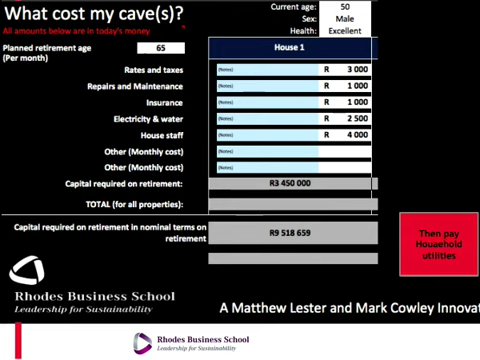 What cost my cave(s)?
Current age: 50
Sex: Male
Health: Excellent
All amounts below are in today's money *
Planned retirement age 65
(Per month)
House 1
Rates and taxes (Notes) R 3 000
Repairs and Maintenance (Notes) R 1 000
Insurance (Notes) R 1 000
Electricity & water (Notes) R 2 500
House staff (Notes) R 4 000
Other (Monthly cost) (Notes)
Other (Monthly cost) (Notes)
Capital required on retirement: R3 450 000
TOTAL (for all properties):
Capital required on retirement in nominal terms on
retirement
R9 518 659
Then pay
Houaehold
utilities
Rhodes Business School
Leadership for Sustainability
A Matthew Lester and Mark Cowley Innovat
Rhodes Business School
Leadership for Sustainability